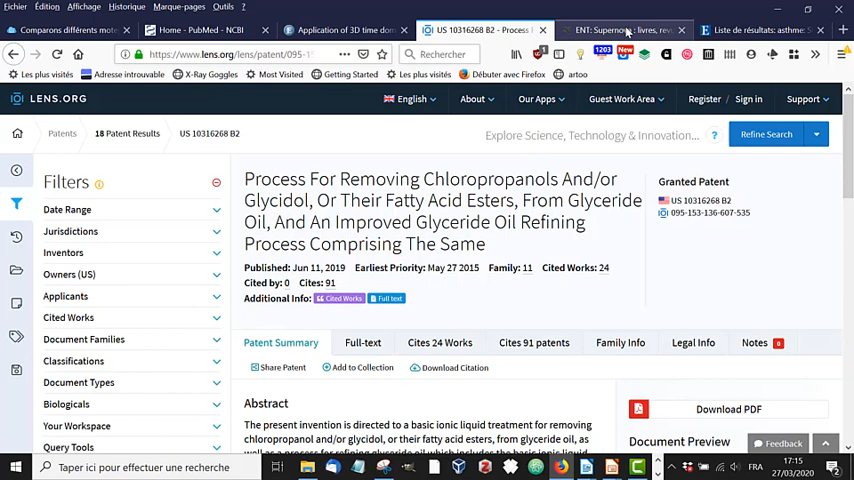 Fichier Édition Affichage Historique Marque-pages Outils ?
Comparons différents mote
Home - PubMed - NCBI
Application of 3D time dom
US 10316268 B2 - Process F
ENT: Supernova : livres, rev
Liste de résultats: asthme: S
https://www.lens.org/lens/patent/095-1
Rechercher
1203
New
Les plus visités Adresse introuvable X-Ray Goggles Most Visited Getting Started Les plus visités Débuter avec Firefox artoo
LENS.ORG
English About Our Apps Guest Work Area Register / Sign in Support
Patents 18 Patent Results US 10316268 B2
Explore Science, Technology & Innovation... ? Refine Search
Filters
Date Range
Jurisdictions
Inventors
Owners (US)
Applicants
Cited Works
Document Families
Classifications
Document Types
Biologicals
Your Workspace
Query Tools
Process For Removing Chloropropanols And/or
Glycidol, Or Their Fatty Acid Esters, From Glyceride
Oil, And An Improved Glyceride Oil Refining
Process Comprising The Same
Published: Jun 11, 2019 Earliest Priority: May 27 2015 Family: 11 Cited Works: 24
Cited by: 0 Cites: 91
Additional Info: Cited Works Full text
Granted Patent
US 10316268 B2
095-153-136-607-535
Patent Summary Full-text Cites 24 Works Cites 91 patents Family Info Legal Info Notes 0
Share Patent Add to Collection Download Citation
Abstract
The present invention is directed to a basic ionic liquid treatment for removing
chloropropanol and/or glycidol, or their fatty acid esters, from glyceride oil, as
Download PDF
Document Preview
Feedback
Taper ici pour effectuer une recherche
FRA
17:15
27/03/2020
2